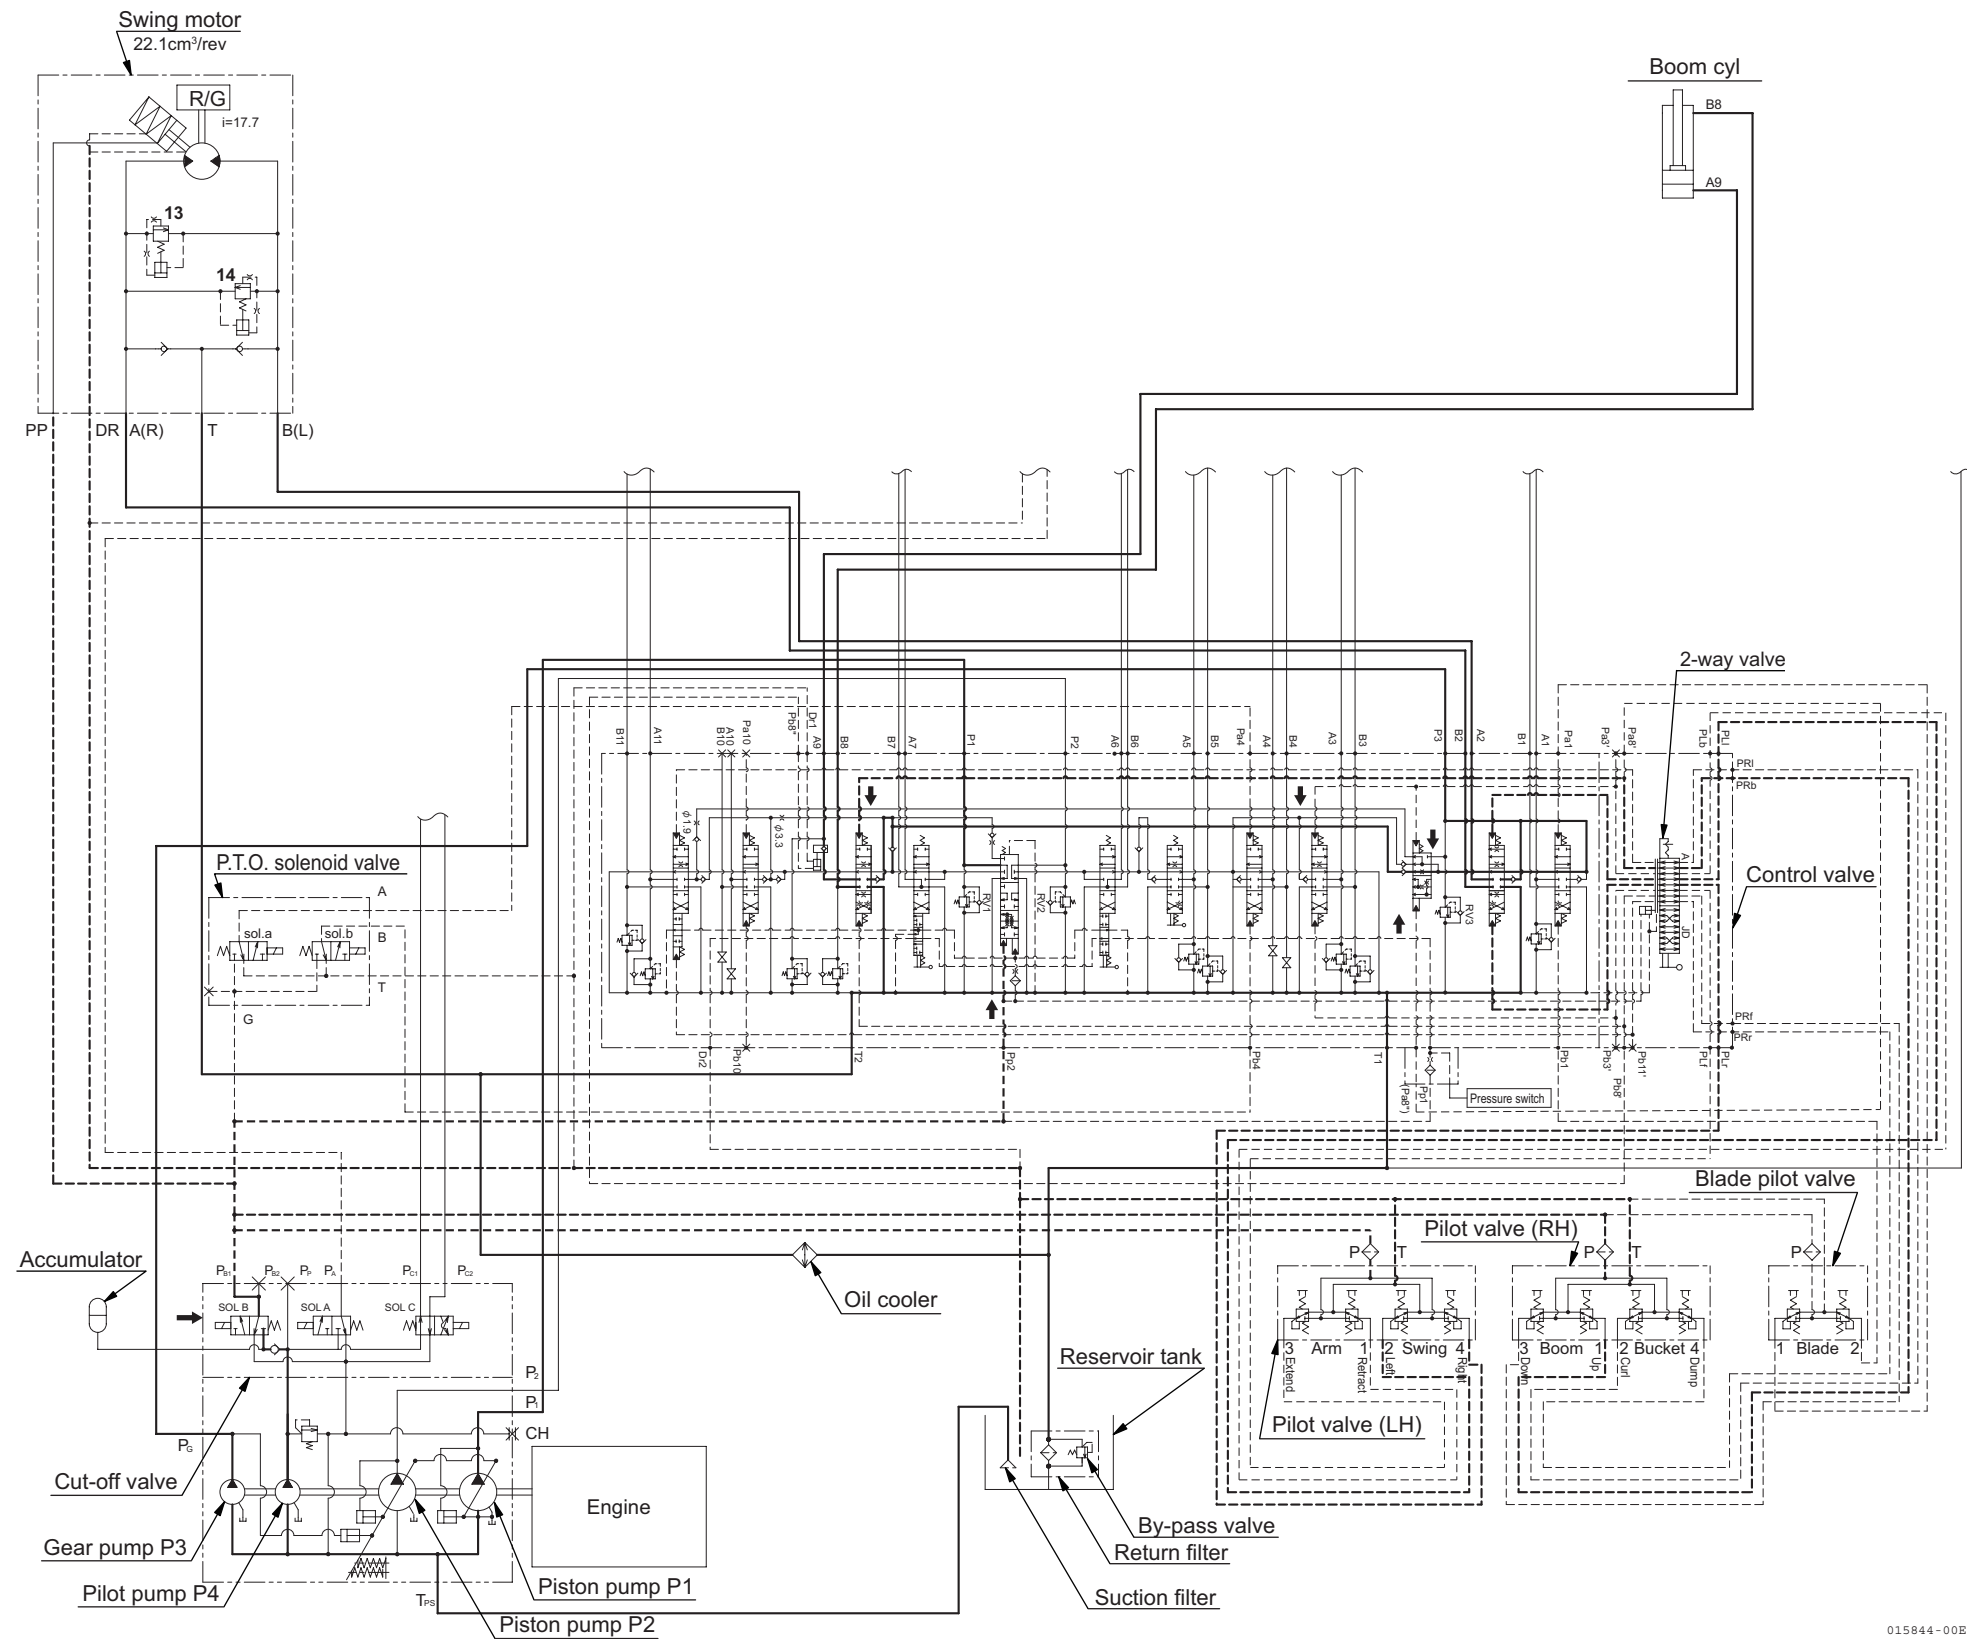 Swing motor
22.1cm³/rev
R/G
i=17.7
13
14
PP
DR
A(R)
T
B(L)
Boom cyl
B8
A9
2-way valve
B11
A11
B10
A10
Pa10
Pb8"
Dr1
A9
B8
B7
A7
P1
P2
A6
B6
A5
B5
Pa4
A4
B4
A3
B3
P3
B2
A2
B1
A1
Pa1
Pa3'
Pa8'
PLb
PLl
PRl
PRb
ϕ1.9
ϕ3.3
RV1
RV2
RV3
A
JD
Control valve
P.T.O. solenoid valve
A
sol.a
sol.b
B
T
G
PRf
PRr
Dr2
Pb10
T2
Pp2
Pb4
T1
(Pa8")
Pp1
Pb1
Pb3'
Pb8'
Pb11'
PLf
PLr
Pressure switch
Blade pilot valve
Pilot valve (RH)
P T
P T
P
Accumulator
PB1
PB2
PP
PA
PC1
PC2
SOL B
SOL A
SOL C
Oil cooler
3 Arm 1
2 Swing 4
3 Boom 1
2 Bucket 4
1 Blade 2
Extend
Retract
Left
Right
Down
Up
Curl
Dump
Reservoir tank
P2
P1
CH
PG
Pilot valve (LH)
Cut-off valve
Engine
By-pass valve
Return filter
Gear pump P3
Pilot pump P4
Piston pump P1
Suction filter
TPS
Piston pump P2
015844-00E